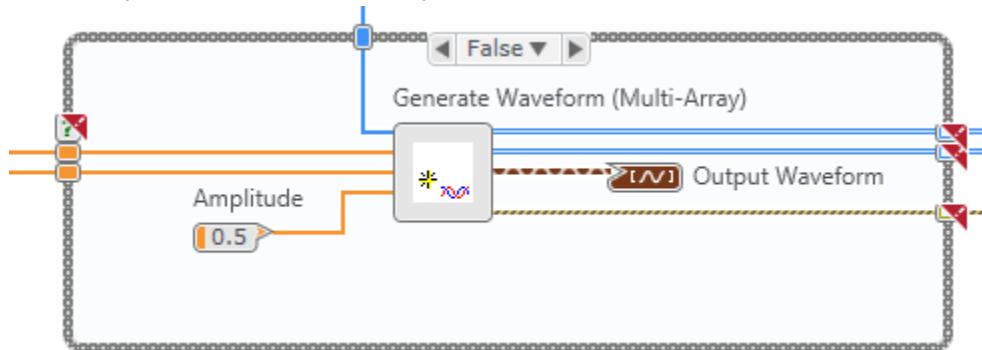 False
Generate Waveform (Multi-Array)
Output Waveform
Amplitude
0.5